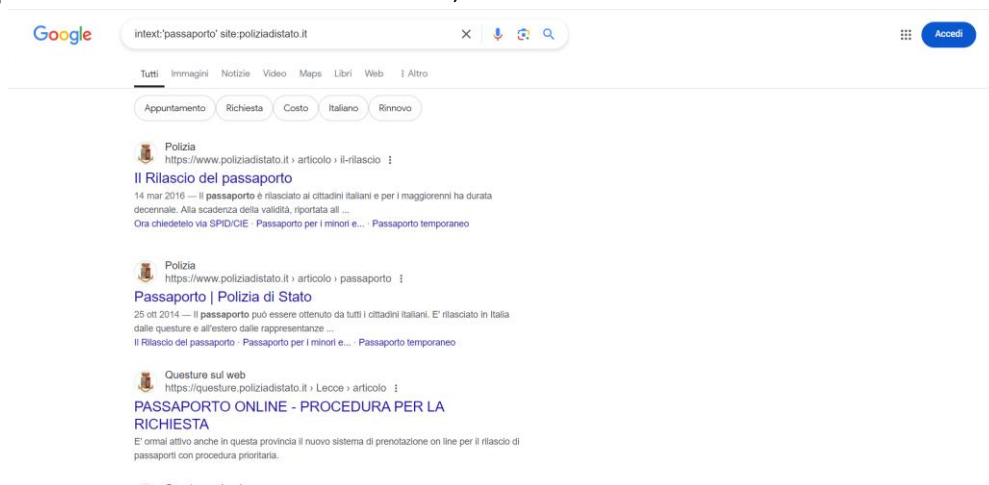 Google
intext:'passaporto' site:poliziadistato.it
Accedi
Tutti Immagini Notizie Video Maps Libri Web Altro
Appuntamento Richiesta Costo Italiano Rinnovo
Polizia
https://www.poliziadistato.it › articolo › il-rilascio
Il Rilascio del passaporto
14 mar 2016 — Il passaporto è rilasciato ai cittadini italiani e per i maggiorenni ha durata
decennale. Alla scadenza della validità, riportata all ...
Ora chiedetelo via SPID/CIE · Passaporto per i minori e... · Passaporto temporaneo
Polizia
https://www.poliziadistato.it › articolo › passaporto
Passaporto | Polizia di Stato
25 ott 2014 — Il passaporto può essere ottenuto da tutti i cittadini italiani. E' rilasciato in Italia
dalle questure e all'estero dalle rappresentanze ...
Il Rilascio del passaporto · Passaporto per i minori e... · Passaporto temporaneo
Questure sul web
https://questure.poliziadistato.it › Lecce › articolo
PASSAPORTO ONLINE - PROCEDURA PER LA
RICHIESTA
E' ormai attivo anche in questa provincia il nuovo sistema di prenotazione on line per il rilascio di
passaporti con procedura prioritaria.